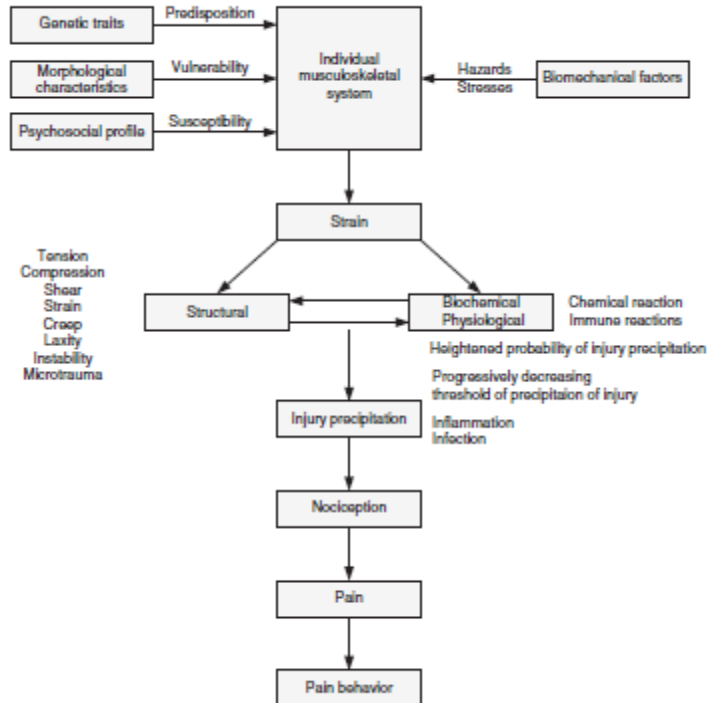 Genetic traits
Predisposition
Individual
musculoskeletal
system
Morphological
characteristics
Vulnerability
Hazards
Stresses
Biomechanical factors
Psychosocial profile
Susceptibility
Strain
Tension
Compression
Shear
Strain
Creep
Laxity
Instability
Microtrauma
Structural
Biochemical
Physiological
Chemical reaction
Immune reactions
Heightened probability of injury precipitation
Progressively decreasing
threshold of precipitaion of injury
Injury precipitation
Inflammation
Infection
Nociception
Pain
Pain behavior